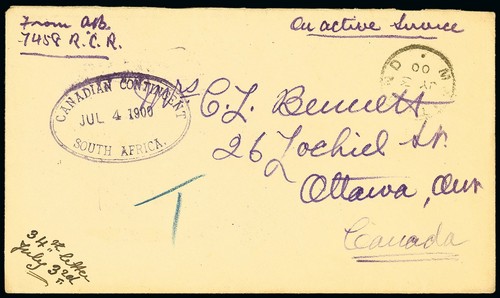 From AB
7458 R.C.R.
On active Service
CANADIAN CONTINGENT
JUL 4 1900
SOUTH AFRICA.
Mrs C. L. Bennett
26 Lochiel St.
Ottawa, Ont
Canada
T
34th letter
July 3rd